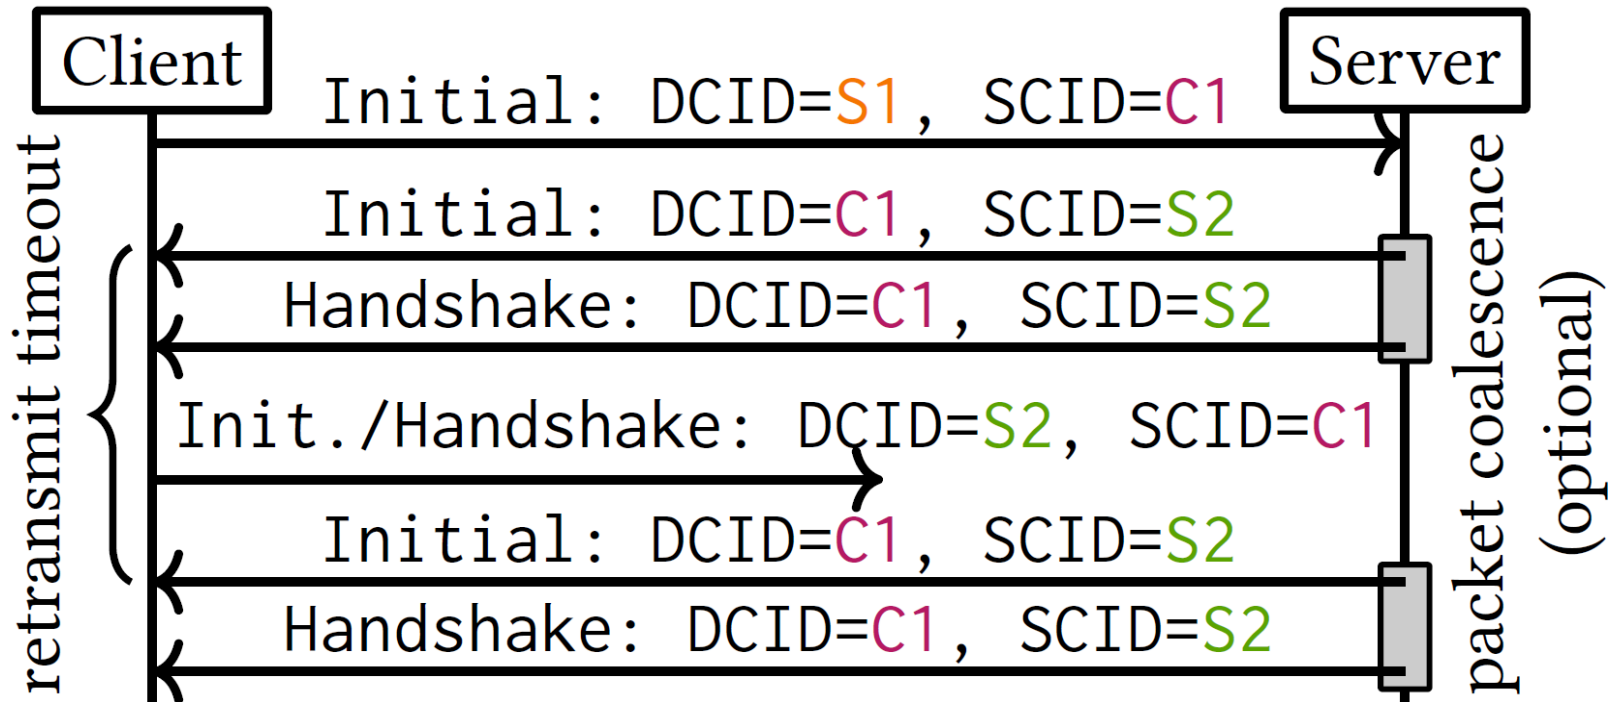 Client
Server
Initial: DCID=S1, SCID=C1
Initial: DCID=C1, SCID=S2
Handshake: DCID=C1, SCID=S2
Init./Handshake: DCID=S2, SCID=C1
Initial: DCID=C1, SCID=S2
Handshake: DCID=C1, SCID=S2
retransmit timeout
packet coalescence
(optional)